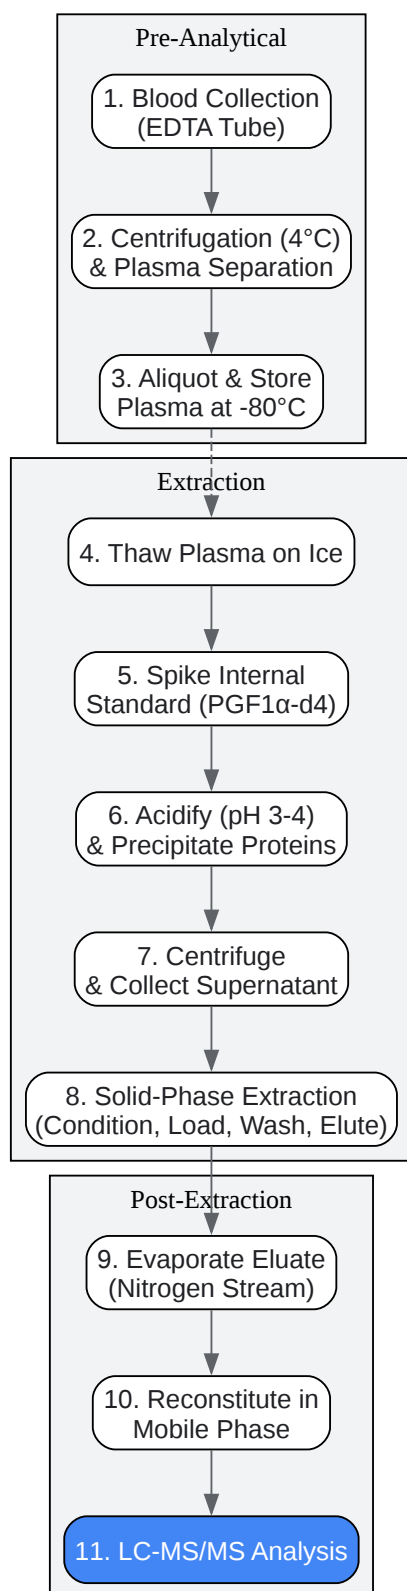 Pre-Analytical
1. Blood Collection
(EDTA Tube)
2. Centrifugation (4°C)
& Plasma Separation
3. Aliquot & Store
Plasma at -80°C
Extraction
4. Thaw Plasma on Ice
5. Spike Internal
Standard (PGF1α-d4)
6. Acidify (pH 3-4)
& Precipitate Proteins
7. Centrifuge
& Collect Supernatant
8. Solid-Phase Extraction
(Condition, Load, Wash, Elute)
Post-Extraction
9. Evaporate Eluate
(Nitrogen Stream)
10. Reconstitute in
Mobile Phase
11. LC-MS/MS Analysis